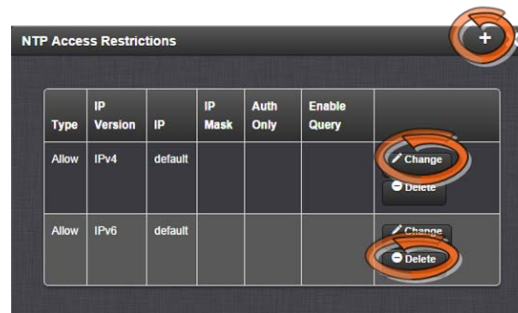 NTP Access Restrictions +
Type IP Version IP IP Mask Auth Only Enable Query
Allow IPv4 default Change
Delete
Allow IPv6 default Change
Delete